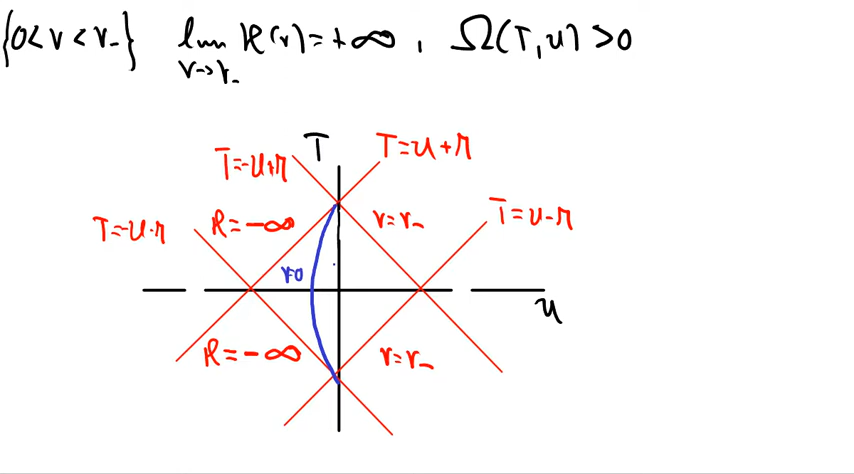 {0<r<r₋} lim R(r)=+∞, Ω(T,u)>0
r→r₋
T
T=-u+π
T=u+π
T=-u-π
R=-∞
r=r₋
T=u-π
r=0
u
R=-∞
r=r₋